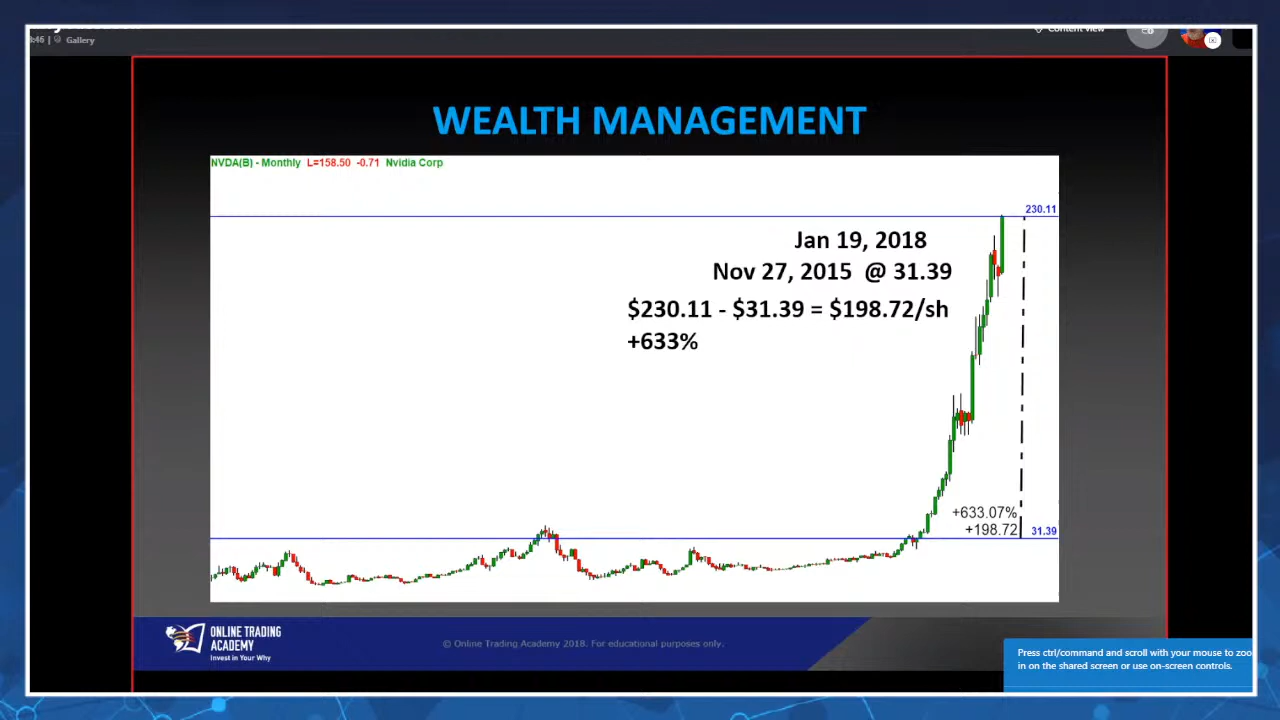 :46 | Gallery
Content view
WEALTH MANAGEMENT
NVDA(B) - Monthly L=158.50 -0.71 Nvidia Corp
230.11
Jan 19, 2018
Nov 27, 2015 @ 31.39
$230.11 - $31.39 = $198.72/sh
+633%
+633.07%
+198.72
31.39
ONLINE TRADING
ACADEMY
Invest in Your Why
© Online Trading Academy 2018. For educational purposes only.
Press ctrl/command and scroll with your mouse to zoo
in on the shared screen or use on-screen controls.